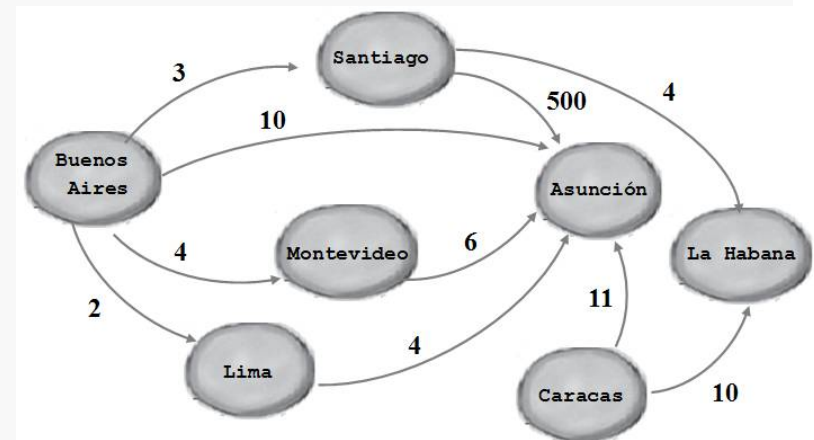 Santiago
3
500
4
10
Buenos
Aires
Asunción
Montevideo
6
La Habana
4
11
2
4
Lima
Caracas
10